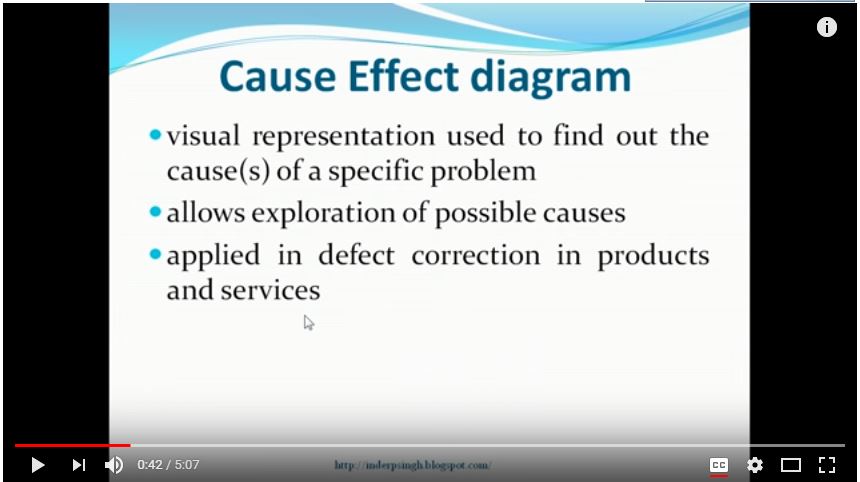 Cause Effect diagram
visual representation used to find out the
cause(s) of a specific problem
allows exploration of possible causes
applied in defect correction in products
and services
0:42 / 5:07
http://inderpsingh.blogspot.com/
CC